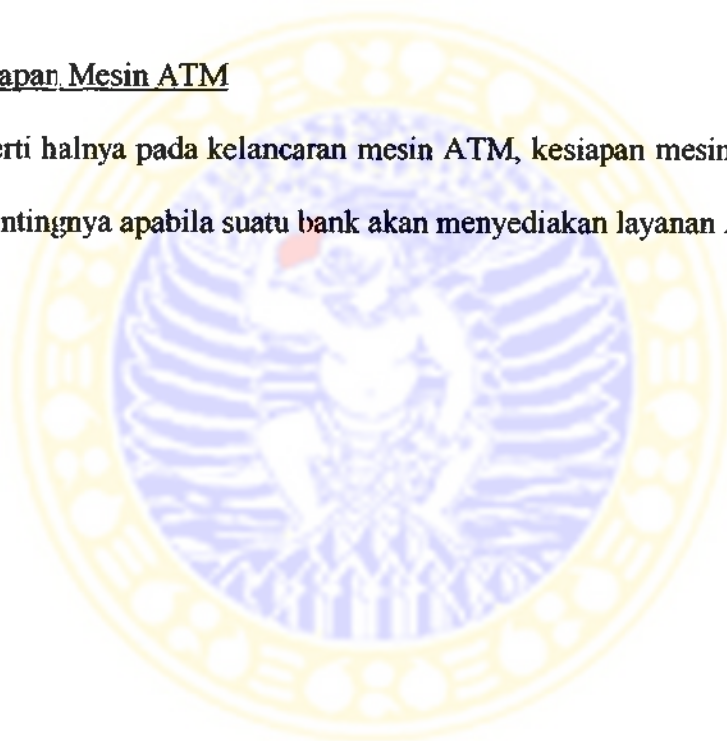 apan Mesin ATM
erti halnya pada kelancaran mesin ATM, kesiapan mesin
ntingnya apabila suatu bank akan menyediakan layanan